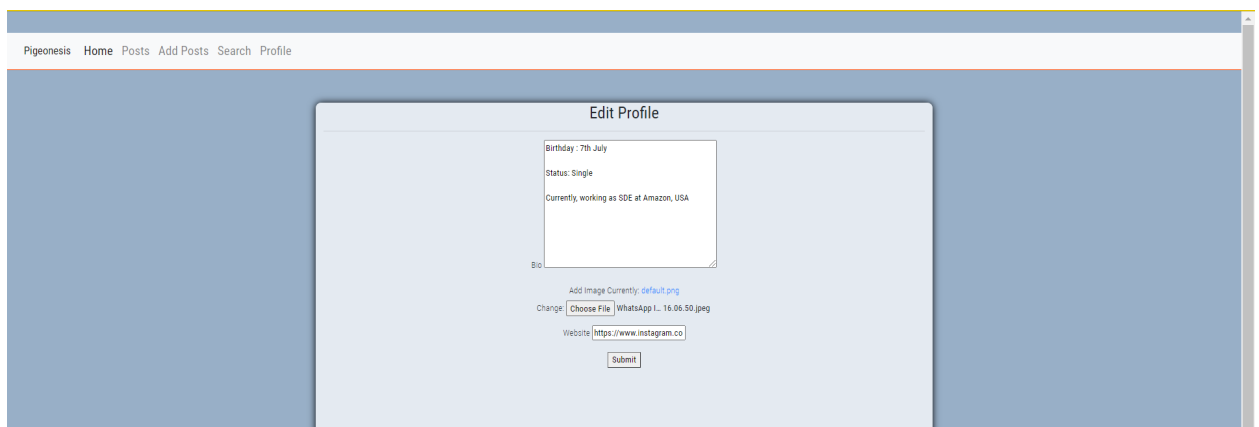 Pigeonesis Home Posts Add Posts Search Profile
Edit Profile
Birthday : 7th July
Status: Single
Currently, working as SDE at Amazon, USA
Bio
Add Image Currently: default.png
Change: Choose File WhatsApp I... 16.06.50.jpeg
Website https://www.instagram.co
Submit